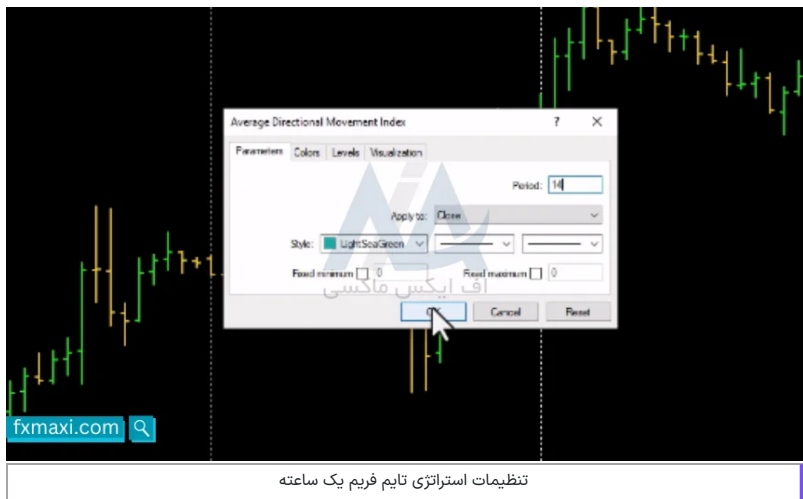 Average Directional Movement Index ? ×
Parameters Colors Levels Visualization
Period: 14
Apply to: Close
Style: LightSeaGreen
Fixed minimum 0 Fixed maximum 0
اف ایکس ماکسی
OK Cancel Reset
fxmaxi.com
تنظیمات استراتژی تایم فریم یک ساعته